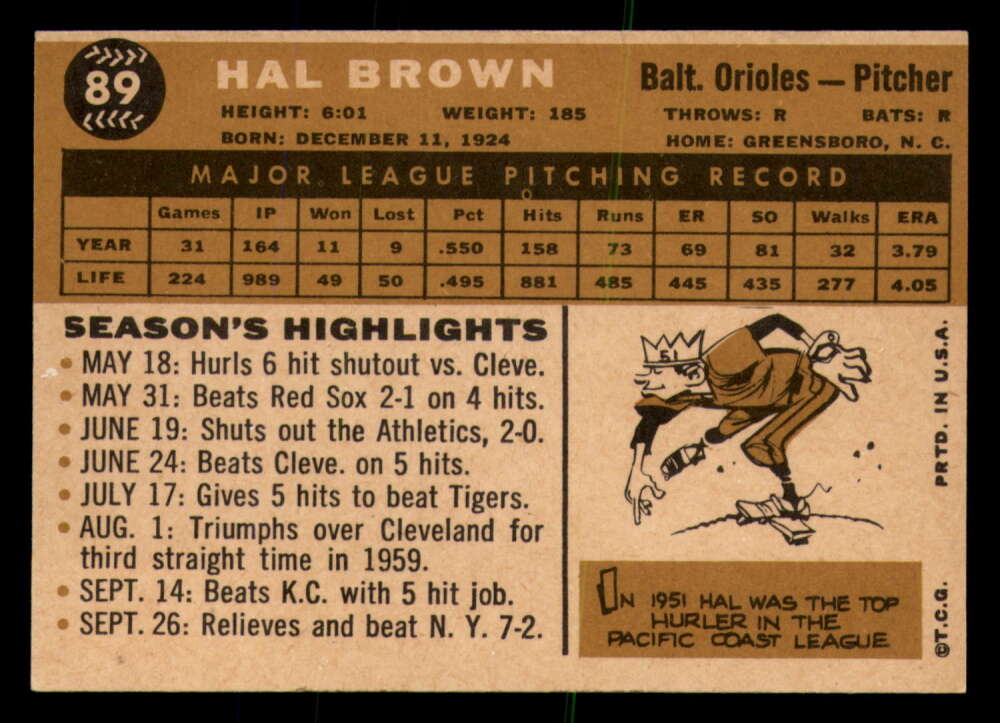 89
HAL BROWN
Balt. Orioles — Pitcher
HEIGHT: 6:01 WEIGHT: 185 THROWS: R BATS: R
BORN: DECEMBER 11, 1924 HOME: GREENSBORO, N. C.
MAJOR LEAGUE PITCHING RECORD
Games IP Won Lost Pct Hits Runs ER SO Walks ERA
YEAR 31 164 11 9 .550 158 73 69 81 32 3.79
LIFE 224 989 49 50 .495 881 485 445 435 277 4.05
SEASON'S HIGHLIGHTS
• MAY 18: Hurls 6 hit shutout vs. Cleve.
• MAY 31: Beats Red Sox 2-1 on 4 hits.
• JUNE 19: Shuts out the Athletics, 2-0.
• JUNE 24: Beats Cleve. on 5 hits.
• JULY 17: Gives 5 hits to beat Tigers.
• AUG. 1: Triumphs over Cleveland for
third straight time in 1959.
• SEPT. 14: Beats K.C. with 5 hit job.
• SEPT. 26: Relieves and beat N. Y. 7-2.
51
IN 1951 HAL WAS THE TOP
HURLER IN THE
PACIFIC COAST LEAGUE
PRTD. IN U.S.A.
©T.C.G.